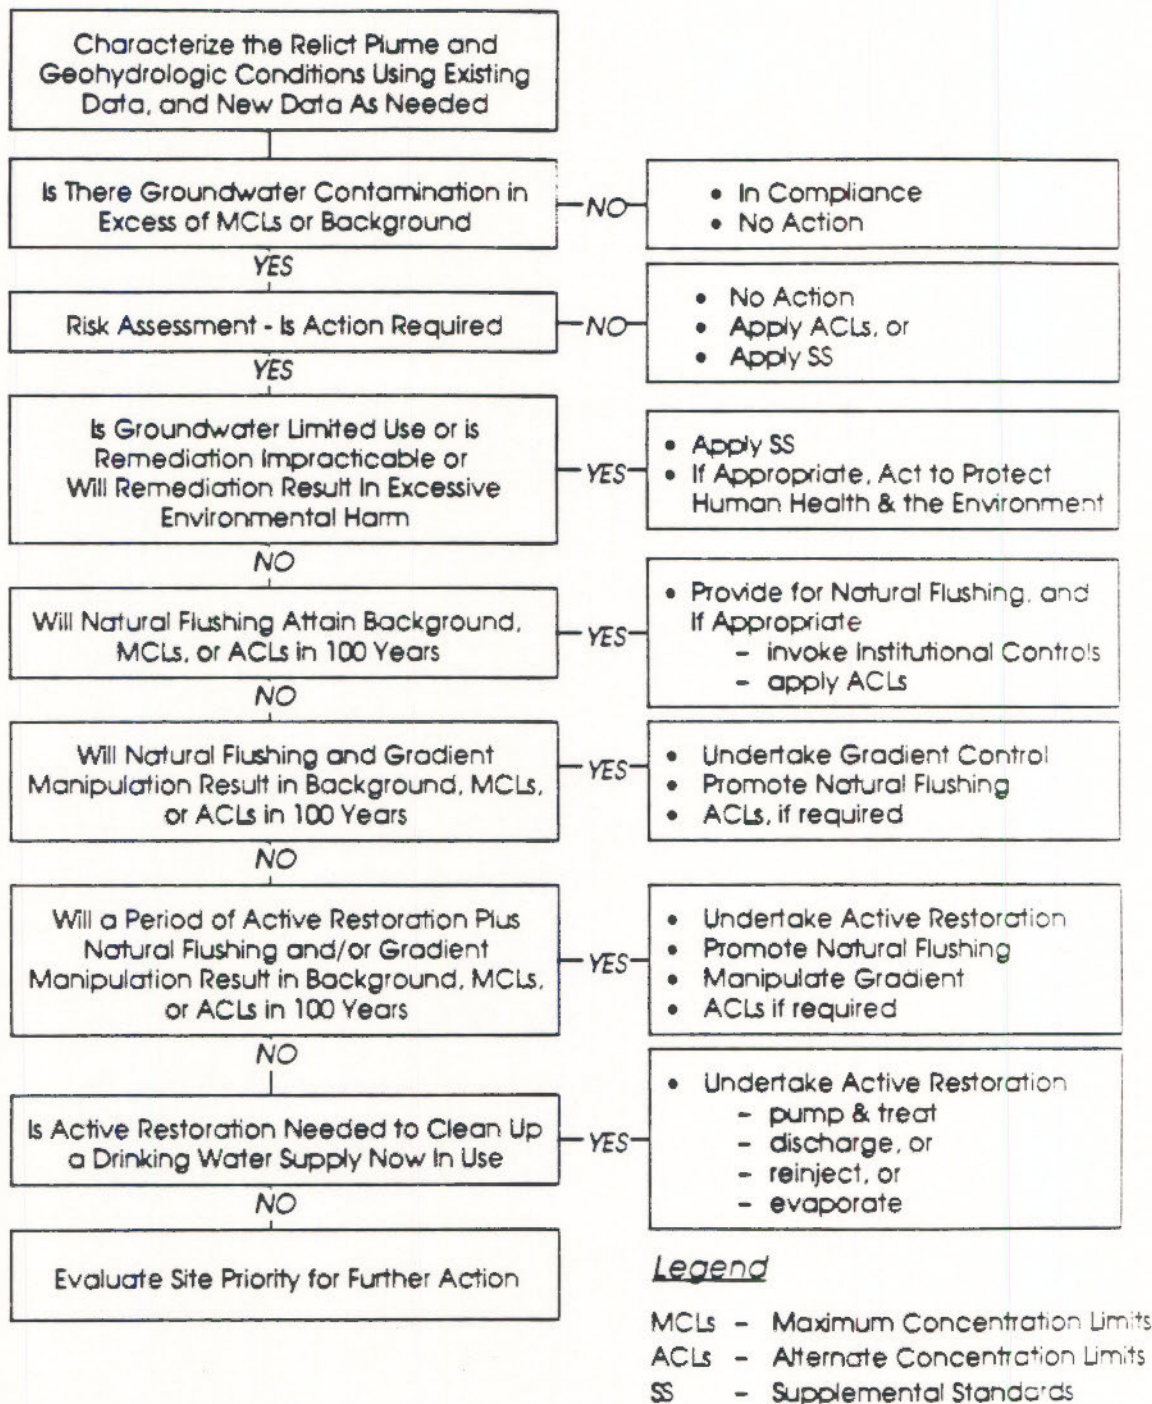 Characterize the Relict Plume and
Geohydrologic Conditions Using Existing
Data, and New Data As Needed
Is There Groundwater Contamination in
Excess of MCLs or Background
NO
• In Compliance
• No Action
YES
Risk Assessment - Is Action Required
NO
• No Action
• Apply ACLs, or
• Apply SS
YES
Is Groundwater Limited Use or is
Remediation Impracticable or
Will Remediation Result In Excessive
Environmental Harm
YES
• Apply SS
• If Appropriate, Act to Protect
Human Health & the Environment
NO
Will Natural Flushing Attain Background,
MCLs, or ACLs in 100 Years
YES
• Provide for Natural Flushing, and
If Appropriate
- invoke Institutional Controls
- apply ACLs
NO
Will Natural Flushing and Gradient
Manipulation Result in Background, MCLs,
or ACLs in 100 Years
YES
• Undertake Gradient Control
• Promote Natural Flushing
• ACLs, if required
NO
Will a Period of Active Restoration Plus
Natural Flushing and/or Gradient
Manipulation Result in Background, MCLs,
or ACLs in 100 Years
YES
• Undertake Active Restoration
• Promote Natural Flushing
• Manipulate Gradient
• ACLs if required
NO
Is Active Restoration Needed to Clean Up
a Drinking Water Supply Now In Use
YES
• Undertake Active Restoration
- pump & treat
- discharge, or
- reinject, or
- evaporate
NO
Evaluate Site Priority for Further Action
Legend
MCLs - Maximum Concentration Limits
ACLs - Alternate Concentration Limits
SS - Supplemental Standards